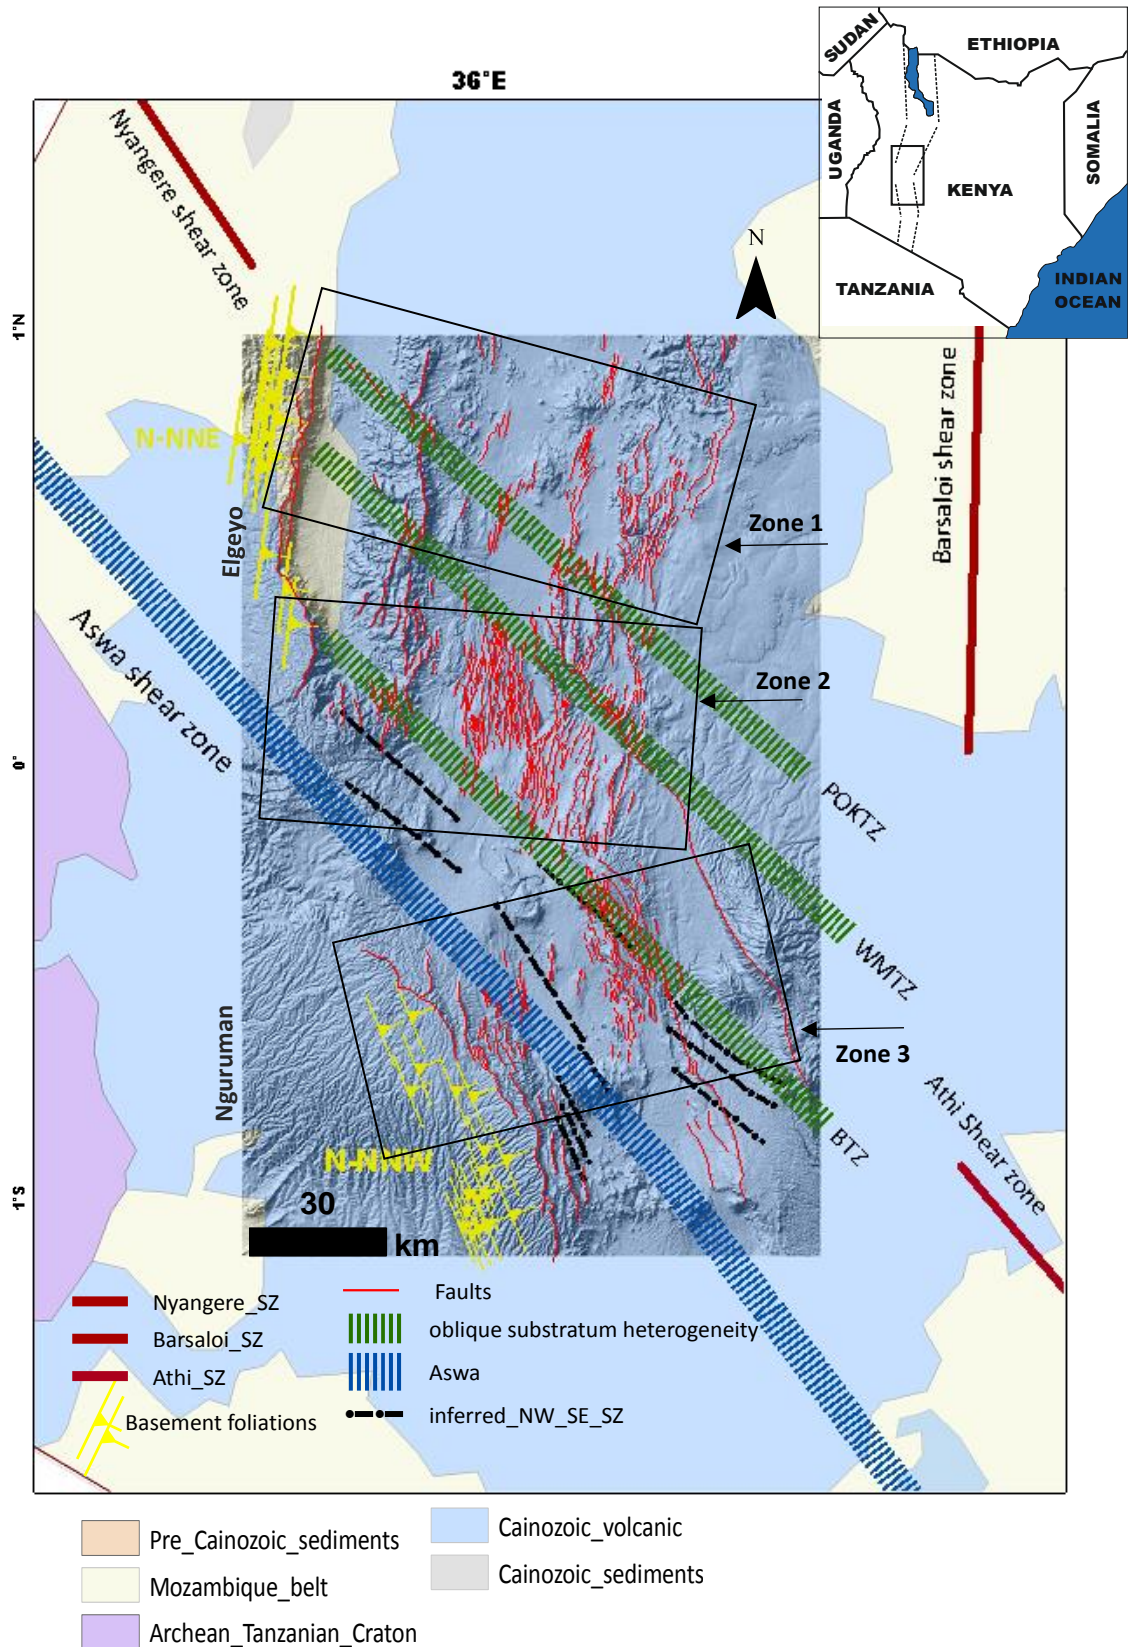 36°E
SUDAN
ETHIOPIA
UGANDA
SOMALIA
KENYA
TANZANIA
INDIAN
OCEAN
Nyangere shear zone
N
1°N
Barsaloi shear zone
N-NNE
Zone 1
Elgeyo
Aswa shear zone
Zone 2
0°
POKTZ
WMTZ
Zone 3
Nguruman
Athi Shear zone
BTZ
N-NNW
1°S
30
km
Nyangere_SZ
Barsaloi_SZ
Athi_SZ
Basement foliations
Faults
oblique substratum heterogeneity
Aswa
inferred_NW_SE_SZ
Pre_Cainozoic_sediments
Mozambique_belt
Archean_Tanzanian_Craton
Cainozoic_volcanic
Cainozoic_sediments